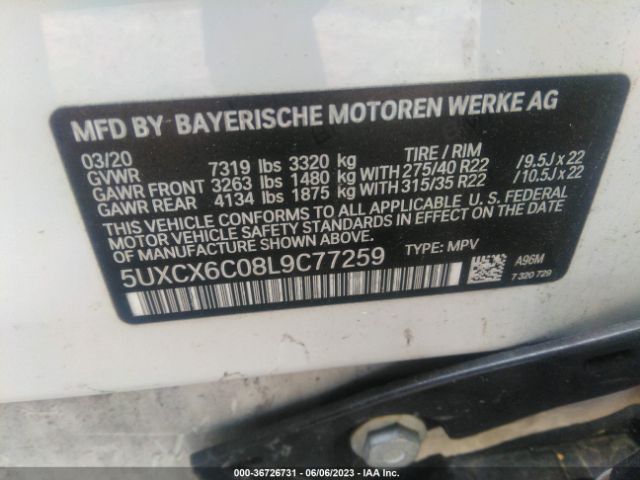 MFD BY BAYERISCHE MOTOREN WERKE AG
03/20 TIRE / RIM
GVWR 7319 lbs 3320 kg
GAWR FRONT 3263 lbs 1480 kg WITH 275/40 R22 /9.5J x 22
GAWR REAR 4134 lbs 1875 kg WITH 315/35 R22 /10.5J x 22
THIS VEHICLE CONFORMS TO ALL APPLICABLE U. S. FEDERAL
MOTOR VEHICLE SAFETY STANDARDS IN EFFECT ON THE DATE
OF MANUFACTURE SHOWN ABOVE.
5UXCX6C08L9C77259 TYPE: MPV
A96M
7 320 729
000-36726731 - 06/06/2023 - IAA Inc.